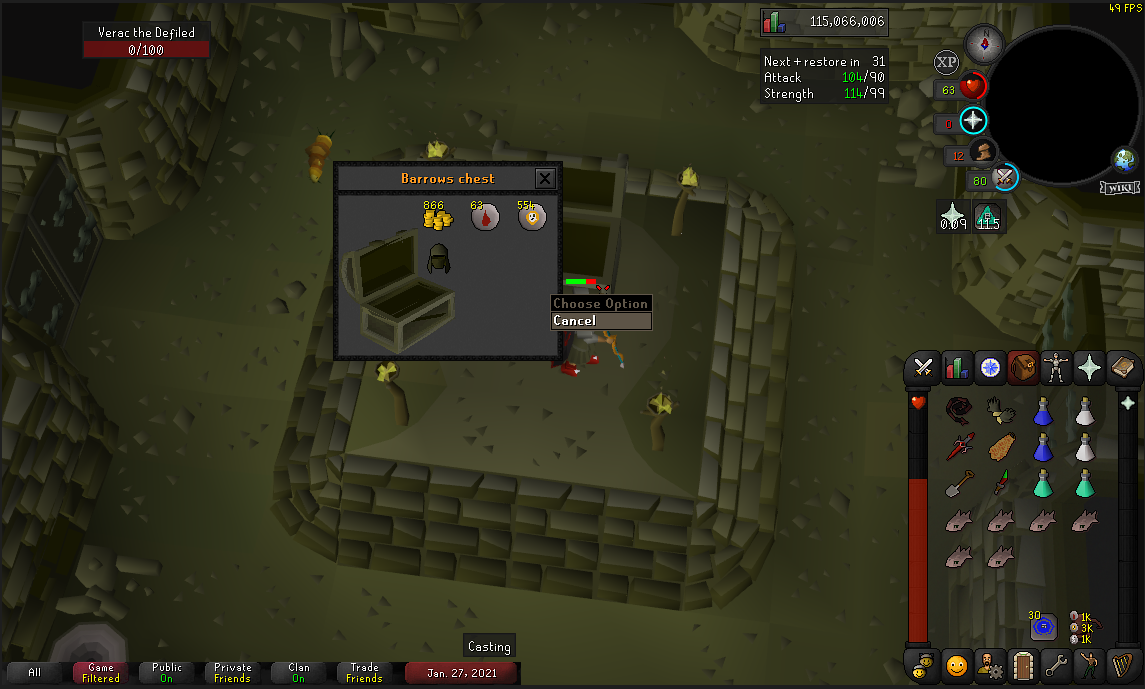 49 FPS
Verac the Defiled
0/100
115,066,006
Next + restore in 31
Attack 104/90
Strength 114/99
N
XP
63
0
12
80
WIKI
0:09 11.5
Barrows chest
866 63 554
Choose Option
Cancel
30
1K
3K
1K
Casting
All
Game
Filtered
Public
On
Private
Friends
Clan
On
Trade
Friends
Jan. 27, 2021